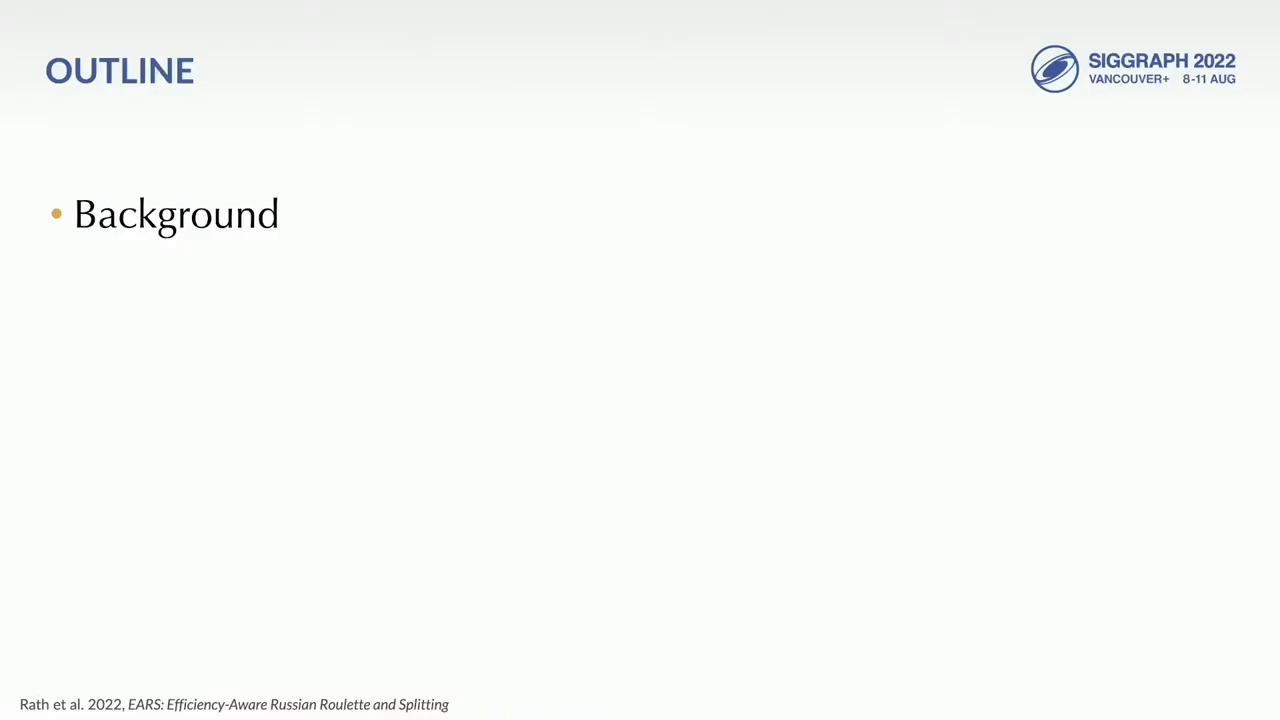 OUTLINE
SIGGRAPH 2022
VANCOUVER+ 8-11 AUG
• Background
Rath et al. 2022, EARS: Efficiency-Aware Russian Roulette and Splitting